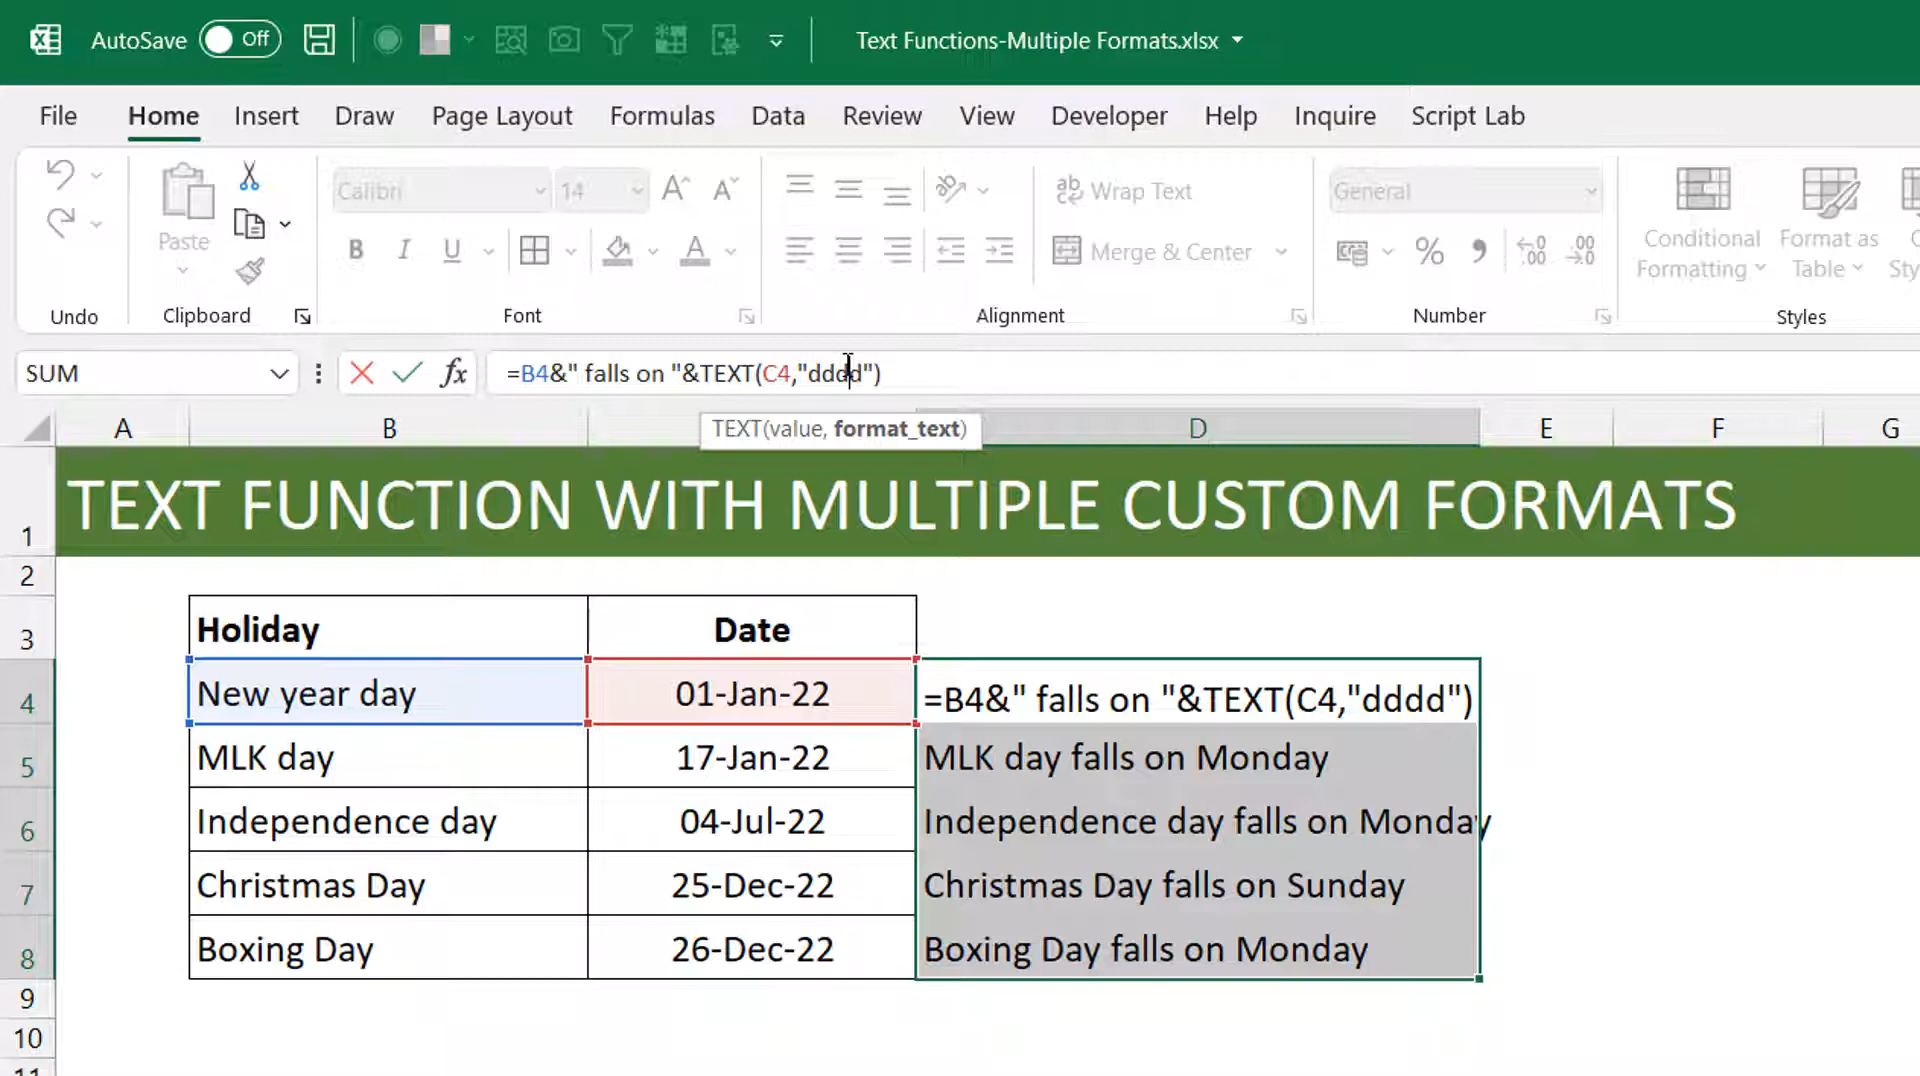 AutoSave Off Text Functions-Multiple Formats.xlsx
File Home Insert Draw Page Layout Formulas Data Review View Developer Help Inquire Script Lab
Paste
Calibri 14
B I U A
Wrap Text
Merge & Center
General
% , .00
Conditional Formatting
Format as Table
Undo Clipboard Font Alignment Number Styles
SUM fx =B4&" falls on "&TEXT(C4,"dddd")
TEXT(value, format_text)
A B D E F G
1 TEXT FUNCTION WITH MULTIPLE CUSTOM FORMATS
2
3 Holiday Date
4 New year day 01-Jan-22 =B4&" falls on "&TEXT(C4,"dddd")
5 MLK day 17-Jan-22 MLK day falls on Monday
6 Independence day 04-Jul-22 Independence day falls on Monday
7 Christmas Day 25-Dec-22 Christmas Day falls on Sunday
8 Boxing Day 26-Dec-22 Boxing Day falls on Monday
9
10